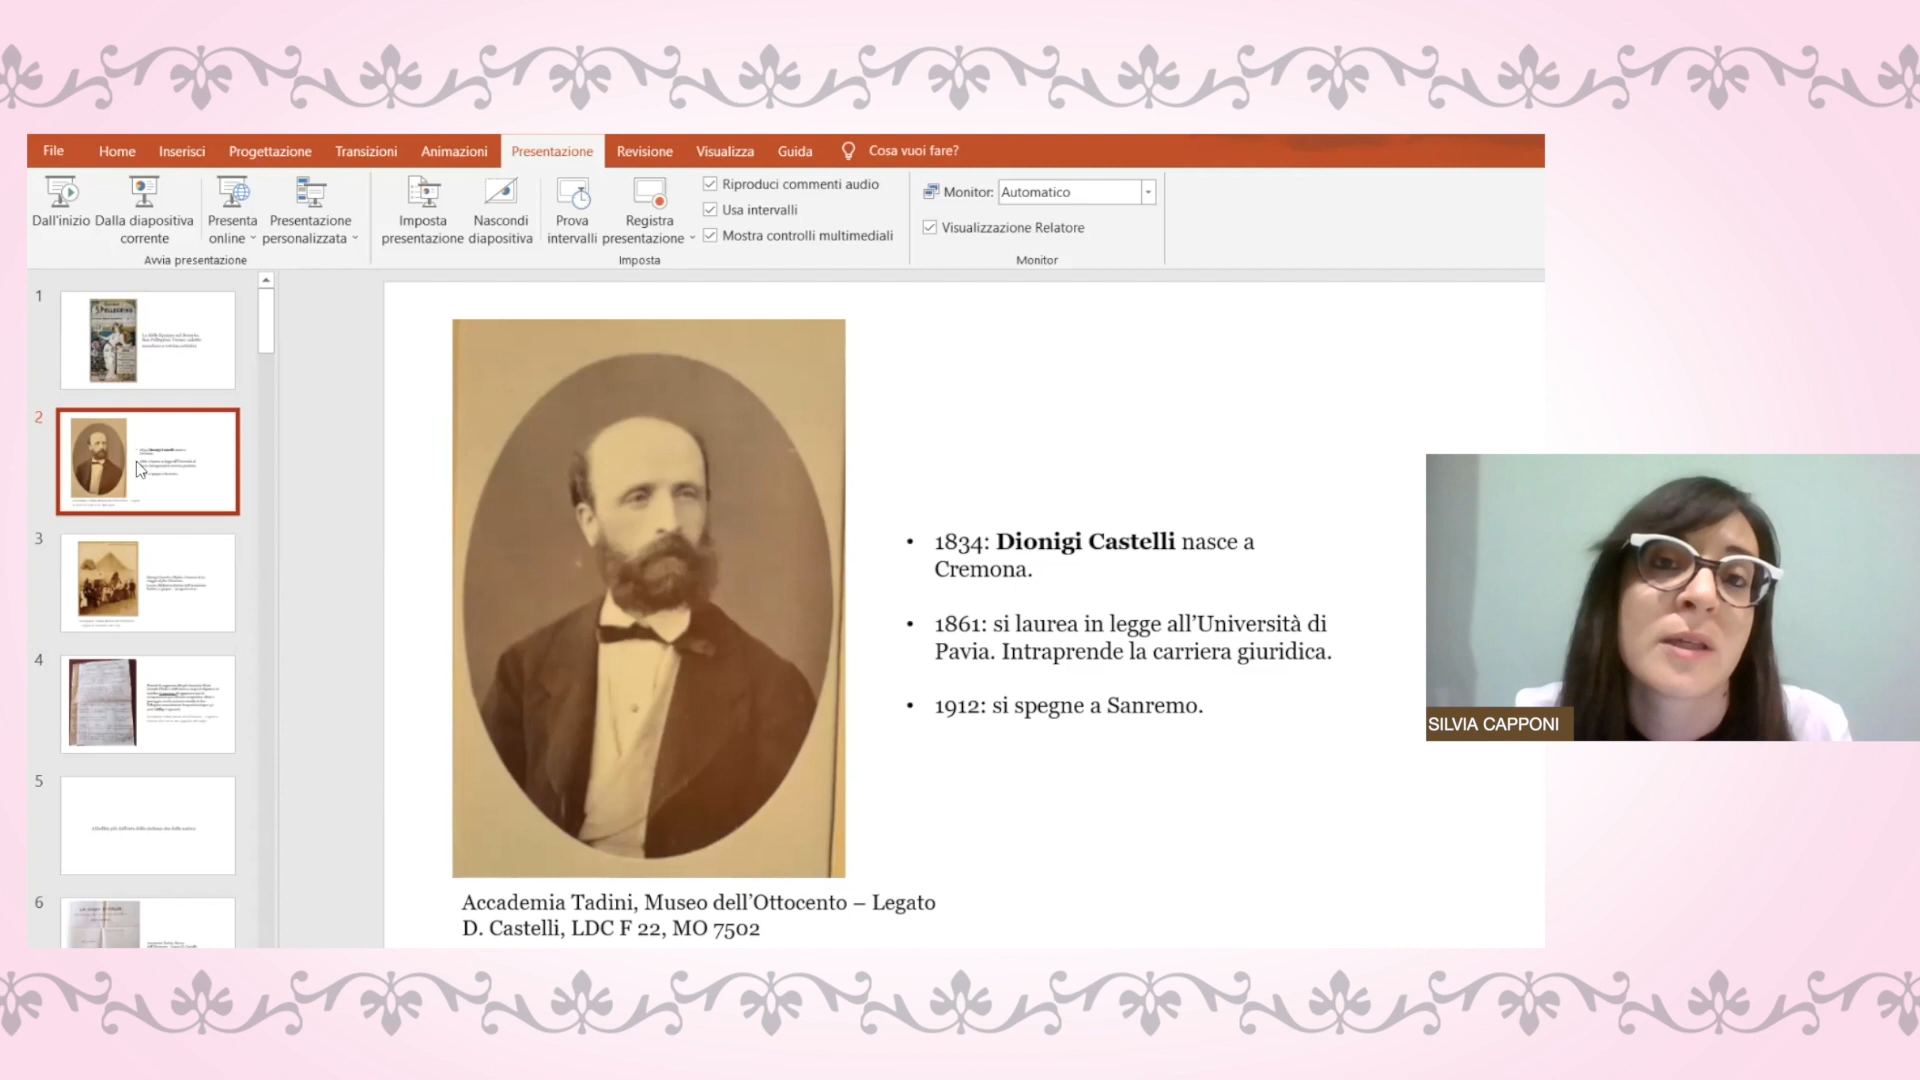 File Home Inserisci Progettazione Transizioni Animazioni Presentazione Revisione Visualizza Guida Cosa vuoi fare?
Dall'inizio
Dalla diapositiva
corrente
Presenta
online
Presentazione
personalizzata
Avvia presentazione
Imposta
presentazione
Nascondi
diapositiva
Prova
intervalli
Registra
presentazione
Riproduci commenti audio
Usa intervalli
Mostra controlli multimediali
Imposta
Monitor: Automatico
Visualizzazione Relatore
Monitor
1
2
3
4
5
6
• 1834: Dionigi Castelli nasce a
Cremona.
• 1861: si laurea in legge all’Università di
Pavia. Intraprende la carriera giuridica.
• 1912: si spegne a Sanremo.
Accademia Tadini, Museo dell’Ottocento – Legato
D. Castelli, LDC F 22, MO 7502
SILVIA CAPPONI